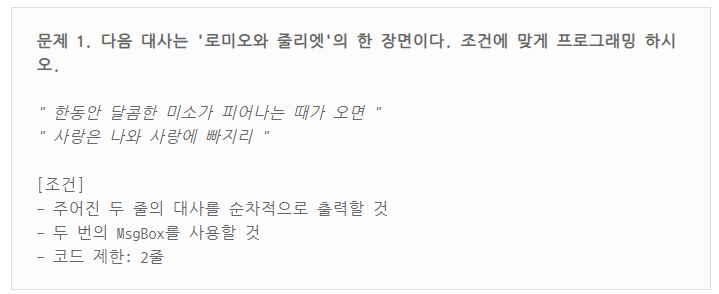 문제 1. 다음 대사는 '로미오와 줄리엣'의 한 장면이다. 조건에 맞게 프로그래밍 하시
오.
" 한동안 달콤한 미소가 피어나는 때가 오면 "
" 사랑은 나와 사랑에 빠지리 "
[조건]
- 주어진 두 줄의 대사를 순차적으로 출력할 것
- 두 번의 MsgBox를 사용할 것
- 코드 제한: 2줄